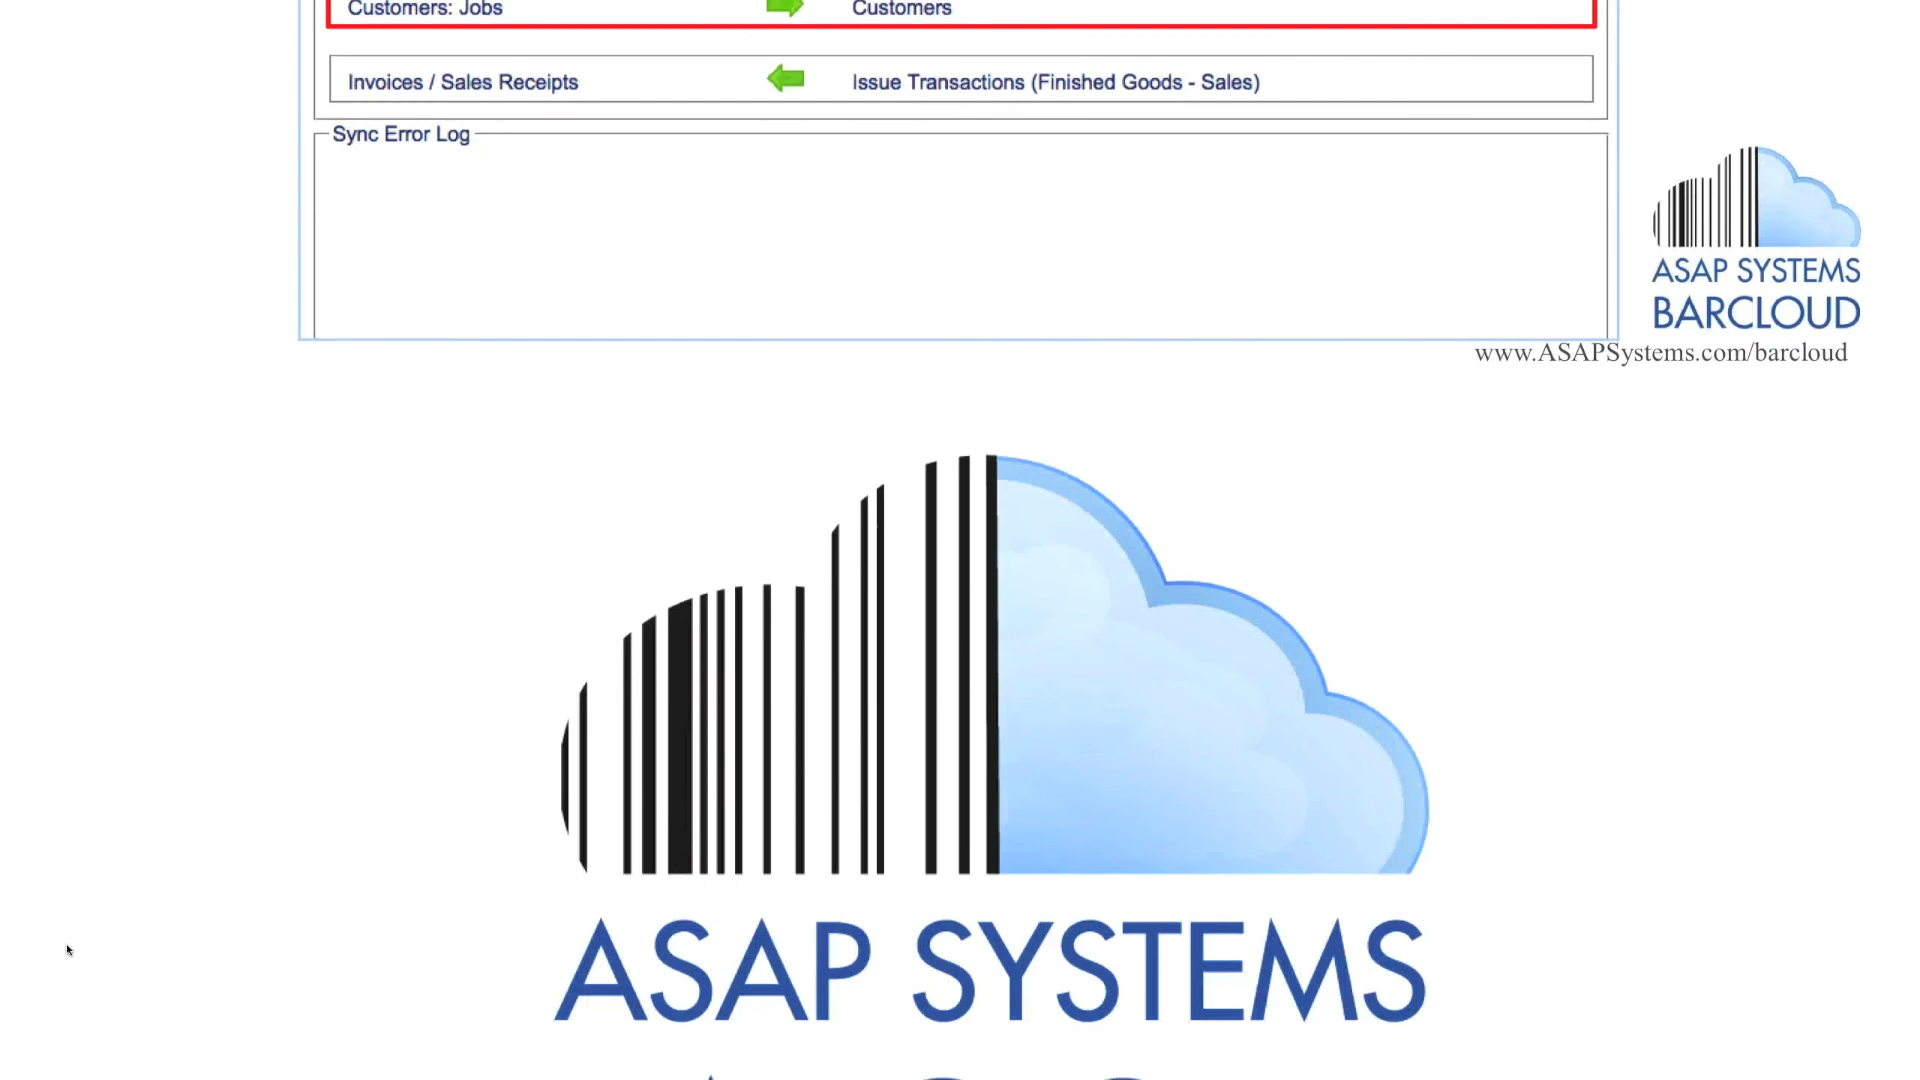 Customers: Jobs Customers
Invoices / Sales Receipts Issue Transactions (Finished Goods - Sales)
Sync Error Log
ASAP SYSTEMS
BARCLOUD
www.ASAPSystems.com/barcloud
ASAP SYSTEMS